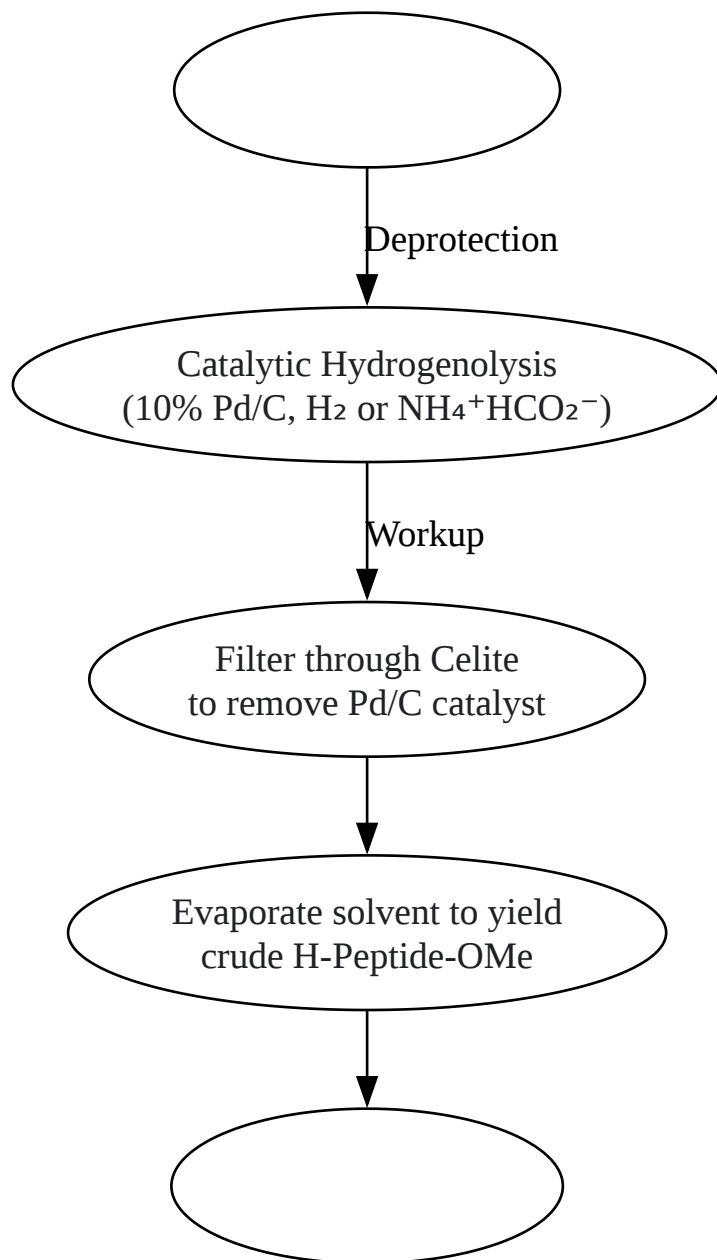 Deprotection
Catalytic Hydrogenolysis
(10% Pd/C, H₂ or NH₄⁺HCO₂⁻)
Workup
Filter through Celite
to remove Pd/C catalyst
Evaporate solvent to yield
crude H-Peptide-OMe